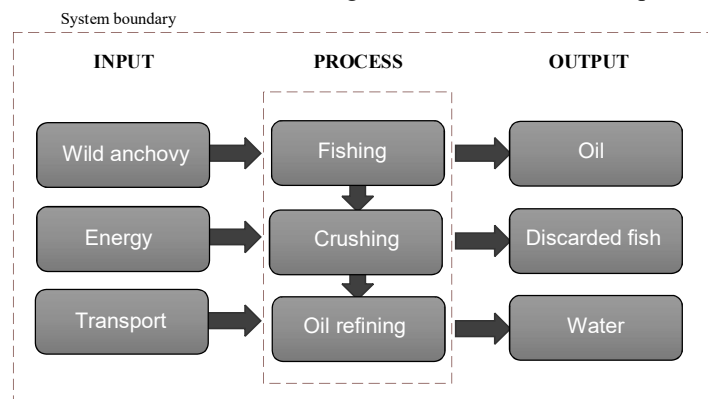 System boundary
INPUT PROCESS OUTPUT
Wild anchovy Fishing Oil
Energy Crushing Discarded fish
Transport Oil refining Water